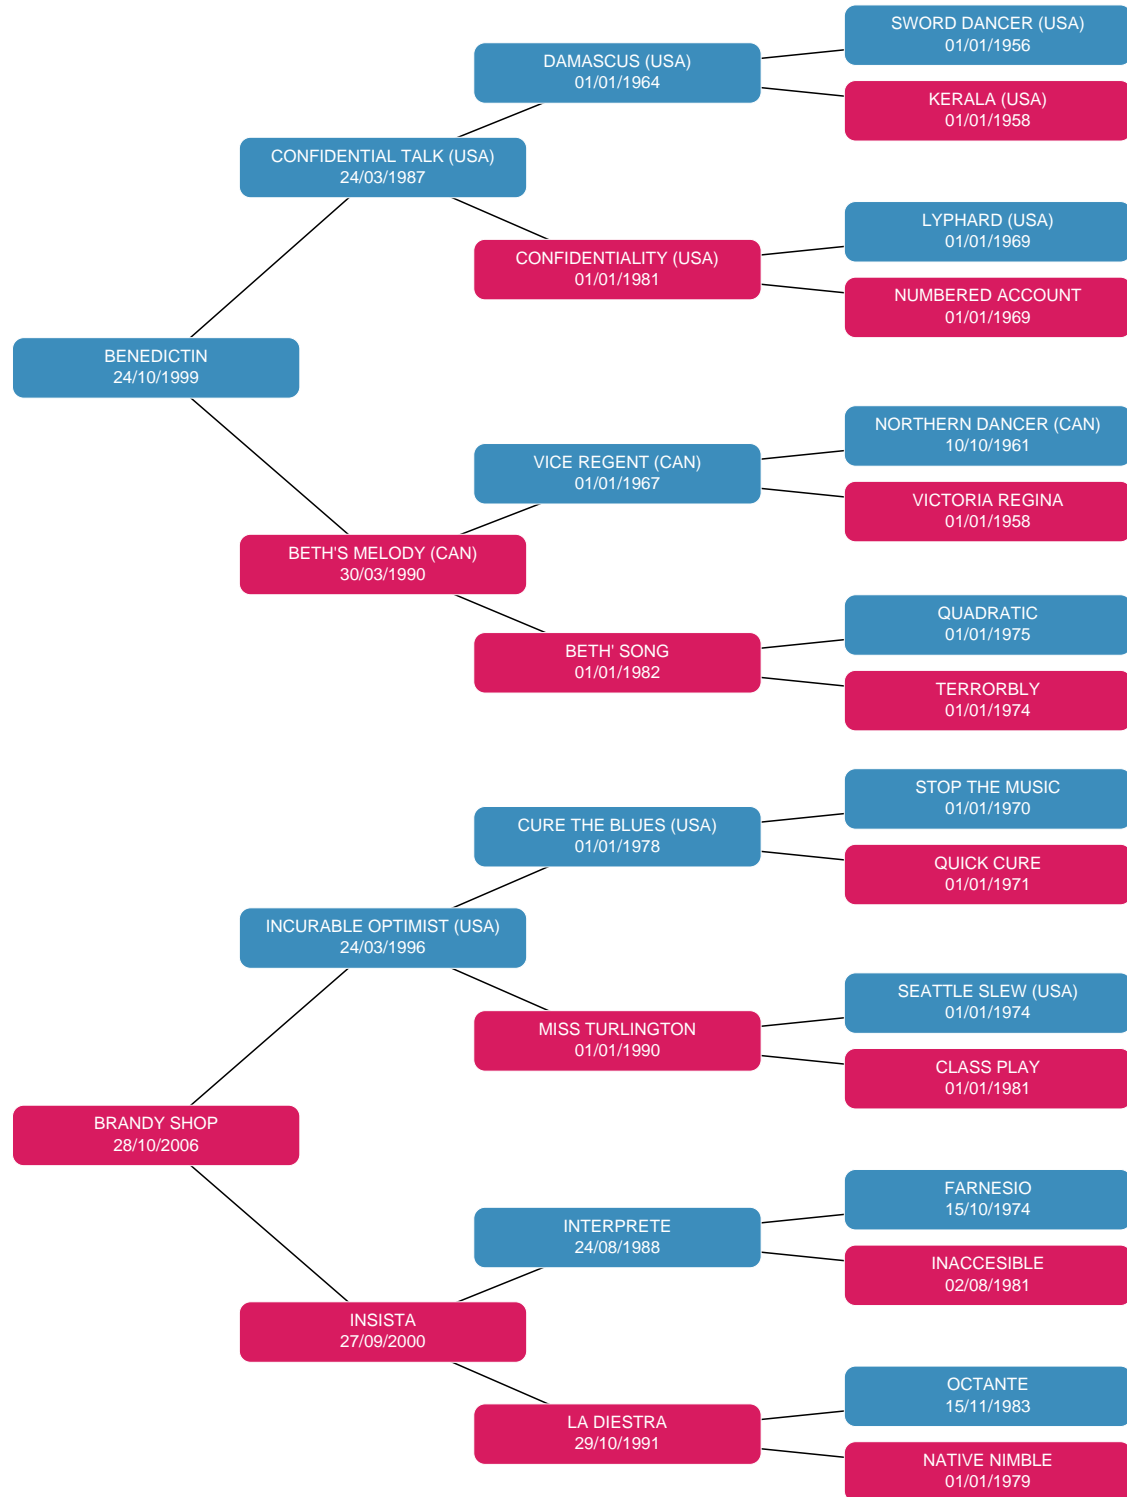 SWORD DANCER (USA)
01/01/1956
DAMASCUS (USA)
01/01/1964
KERALA (USA)
01/01/1958
CONFIDENTIAL TALK (USA)
24/03/1987
LYPHARD (USA)
01/01/1969
CONFIDENTIALITY (USA)
01/01/1981
NUMBERED ACCOUNT
01/01/1969
BENEDICTIN
24/10/1999
NORTHERN DANCER (CAN)
10/10/1961
VICE REGENT (CAN)
01/01/1967
VICTORIA REGINA
01/01/1958
BETH'S MELODY (CAN)
30/03/1990
QUADRATIC
01/01/1975
BETH' SONG
01/01/1982
TERRORBLY
01/01/1974
STOP THE MUSIC
01/01/1970
CURE THE BLUES (USA)
01/01/1978
QUICK CURE
01/01/1971
INCURABLE OPTIMIST (USA)
24/03/1996
SEATTLE SLEW (USA)
01/01/1974
MISS TURLINGTON
01/01/1990
CLASS PLAY
01/01/1981
BRANDY SHOP
28/10/2006
FARNESIO
15/10/1974
INTERPRETE
24/08/1988
INACCESIBLE
02/08/1981
INSISTA
27/09/2000
OCTANTE
15/11/1983
LA DIESTRA
29/10/1991
NATIVE NIMBLE
01/01/1979